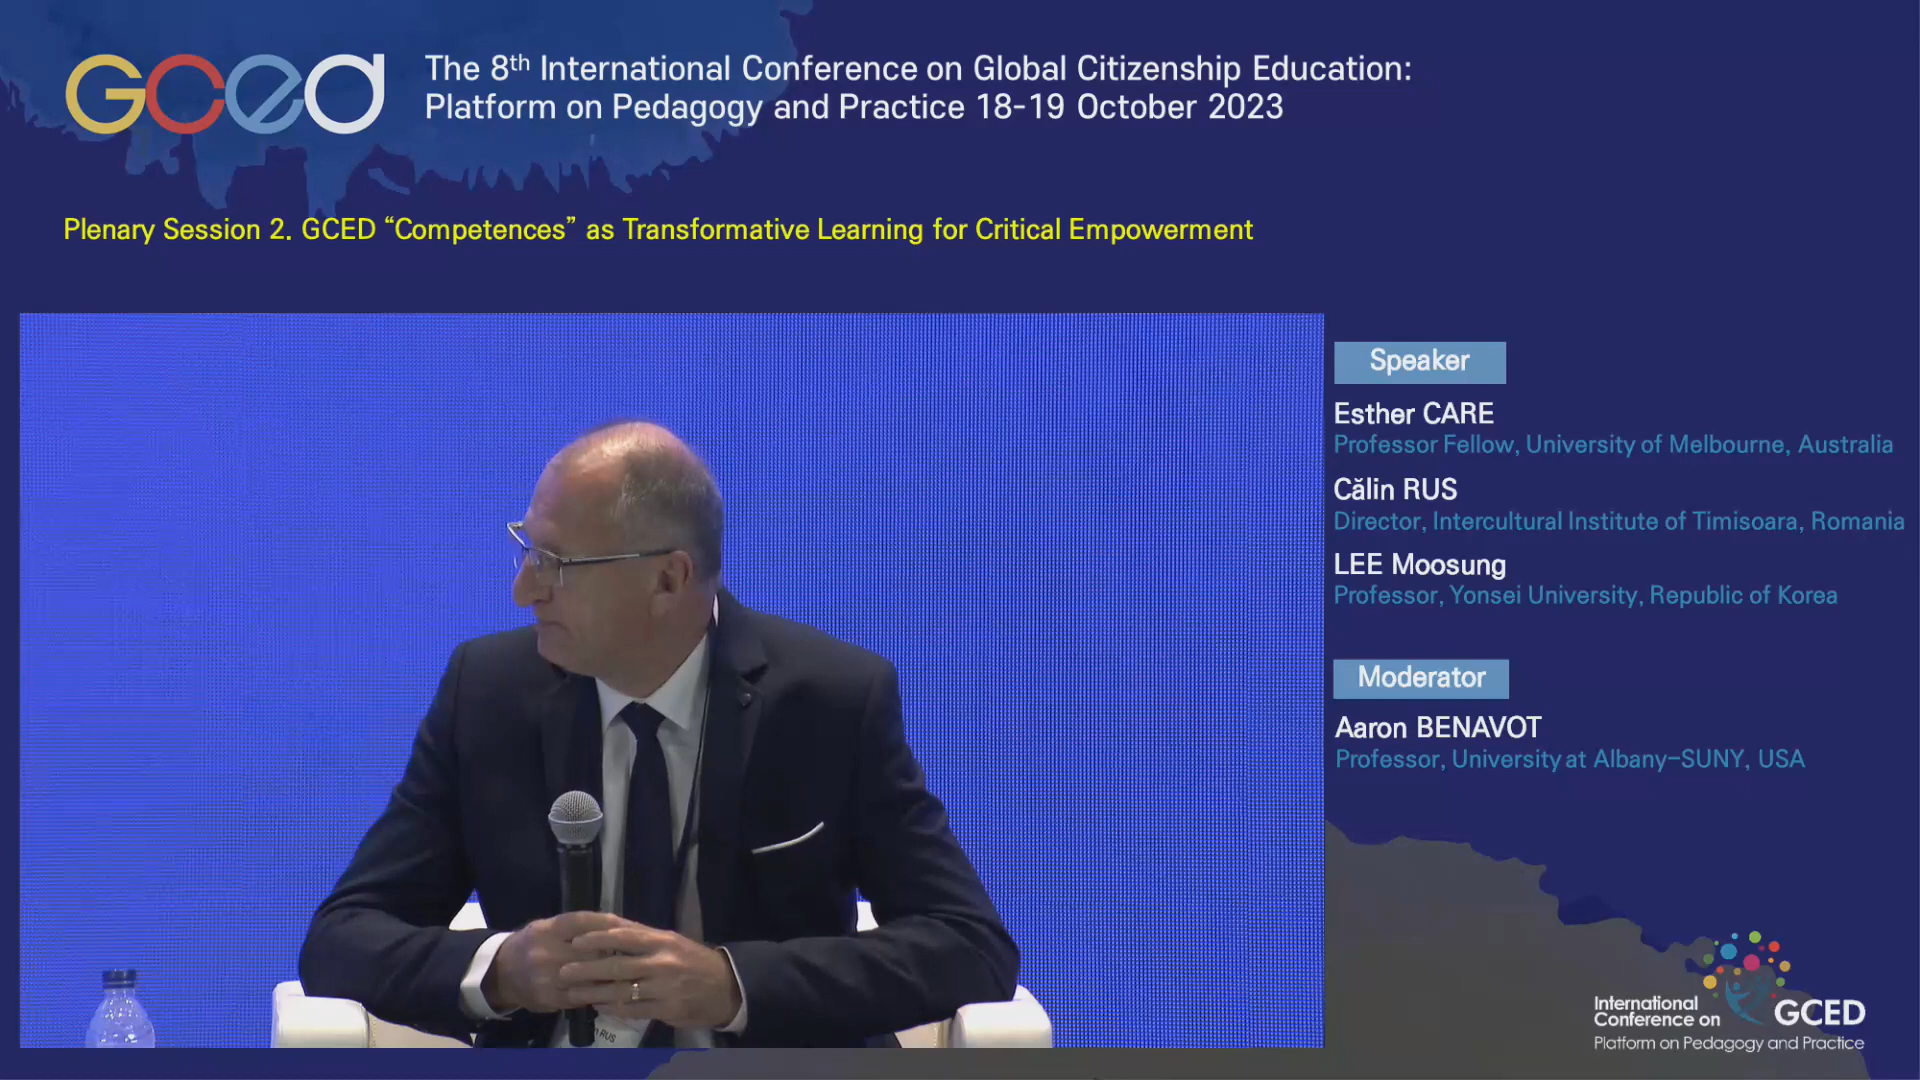 GCED
The 8th International Conference on Global Citizenship Education:
Platform on Pedagogy and Practice 18-19 October 2023
Plenary Session 2. GCED “Competences” as Transformative Learning for Critical Empowerment
Speaker
Esther CARE
Professor Fellow, University of Melbourne, Australia
Călin RUS
Director, Intercultural Institute of Timisoara, Romania
LEE Moosung
Professor, Yonsei University, Republic of Korea
Moderator
Aaron BENAVOT
Professor, University at Albany-SUNY, USA
RUS
International
Conference on GCED
Platform on Pedagogy and Practice